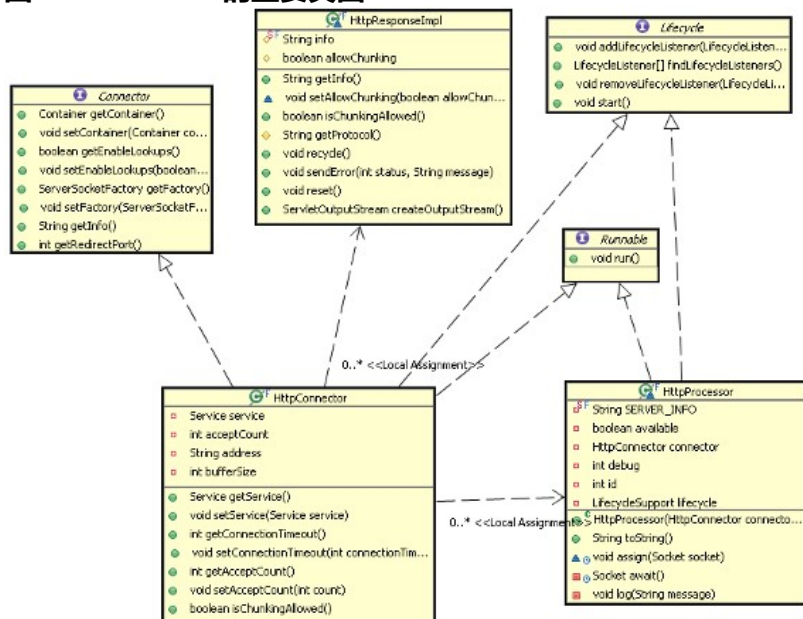 HttpResponseImpl
String info
boolean allowChunking
String getInfo()
void setAllowChunking(boolean allowChun...
boolean isChunkingAllowed()
String getProtocol()
void recycle()
void sendError(int status, String message)
void reset()
ServletOutputStream createOutputStream()
Lifecycle
void addLifecycleListener(LifecycleListen...
LifecycleListener[] findLifecycleListeners()
void removeLifecycleListener(LifecycleLi...
void start()
Connector
Container getContainer()
void setContainer(Container co...
boolean getEnableLookups()
void setEnableLookups(boolean...
ServerSocketFactory getFactory()
void setFactory(ServerSocketF...
String getInfo()
int getRedirectPort()
Runnable
void run()
0..* <<Local Assignment>>
HttpConnector
Service service
int acceptCount
String address
int bufferSize
Service getService()
void setService(Service service)
int getConnectionTimeout()
void setConnectionTimeout(int connectionTim...
int getAcceptCount()
void setAcceptCount(int count)
boolean isChunkingAllowed()
0..* <<Local Assignment>>
HttpProcessor
String SERVER_INFO
boolean available
HttpConnector connector
int debug
int id
LifecycleSupport lifecycle
HttpProcessor(HttpConnector connecto...
String toString()
void assign(Socket socket)
Socket await()
void log(String message)